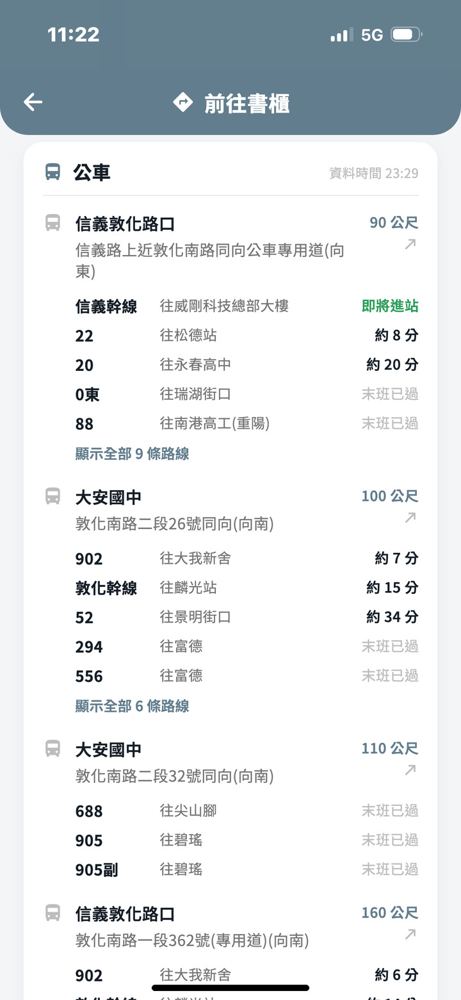 11:22
5G
前往書櫃
公車
資料時間 23:29
信義敦化路口
90 公尺
信義路上近敦化南路同向公車專用道(向
東)
信義幹線 往威剛科技總部大樓 即將進站
22 往松德站 約 8 分
20 往永春高中 約 20 分
0東 往瑞湖街口 末班已過
88 往南港高工(重陽) 末班已過
顯示全部 9 條路線
大安國中
100 公尺
敦化南路二段26號同向(向南)
902 往大我新舍 約 7 分
敦化幹線 往麟光站 約 15 分
52 往景明街口 約 34 分
294 往富德 末班已過
556 往富德 末班已過
顯示全部 6 條路線
大安國中
110 公尺
敦化南路二段32號同向(向南)
688 往尖山腳 末班已過
905 往碧瑤 末班已過
905副 往碧瑤 末班已過
信義敦化路口
160 公尺
敦化南路一段362號(專用道)(向南)
902 往大我新舍 約 6 分